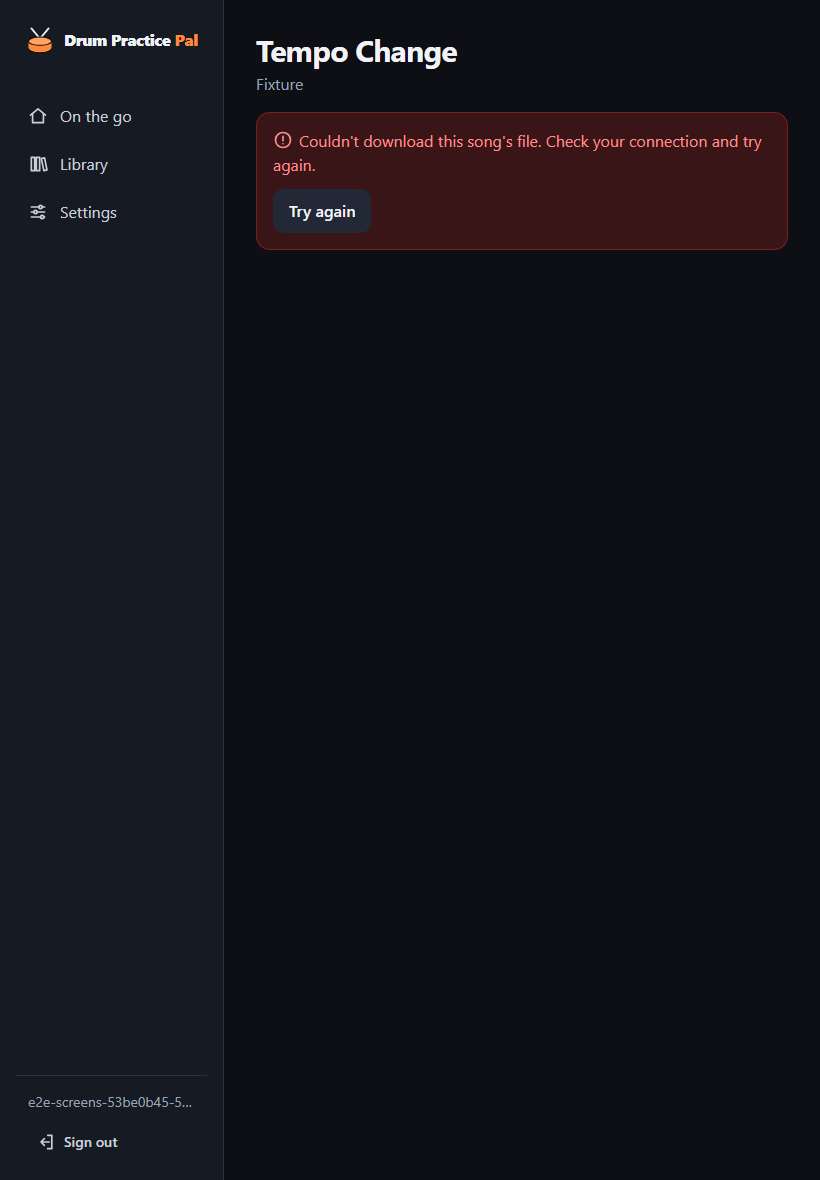 Drum Practice Pal
On the go
Library
Settings
e2e-screens-53be0b45-5...
Sign out
Tempo Change
Fixture
Couldn't download this song's file. Check your connection and try
again.
Try again